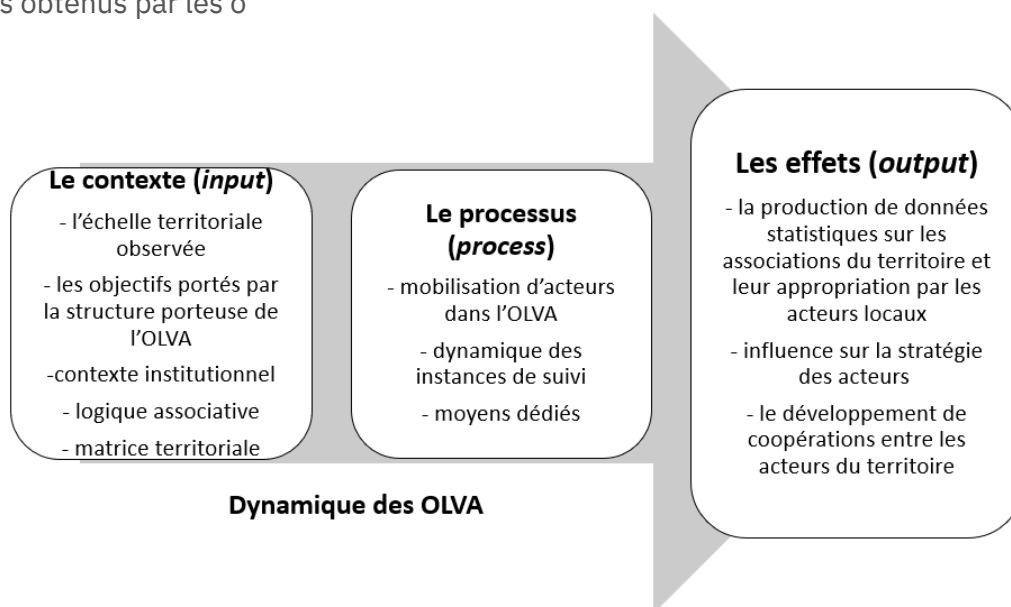 s obtenus par les o
Le contexte (input)
- l'échelle territoriale
observée
- les objectifs portés par
la structure porteuse de
l'OLVA
-contexte institutionnel
- logique associative
- matrice territoriale
Le processus
(process)
- mobilisation d'acteurs
dans l'OLVA
- dynamique des
instances de suivi
- moyens dédiés
Les effets (output)
- la production de données
statistiques sur les
associations du territoire et
leur appropriation par les
acteurs locaux
- influence sur la stratégie
des acteurs
- le développement de
coopérations entre les
acteurs du territoire
Dynamique des OLVA